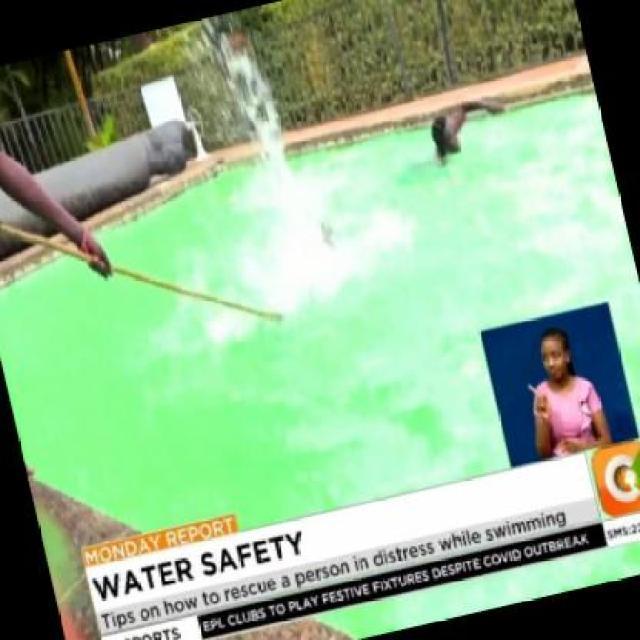 MONDAY REPORT
WATER SAFETY
Tips on how to rescue a person in distress while swimming
SPORTS
EPL CLUBS TO PLAY FESTIVE FIXTURES DESPITE COVID OUTBREAK